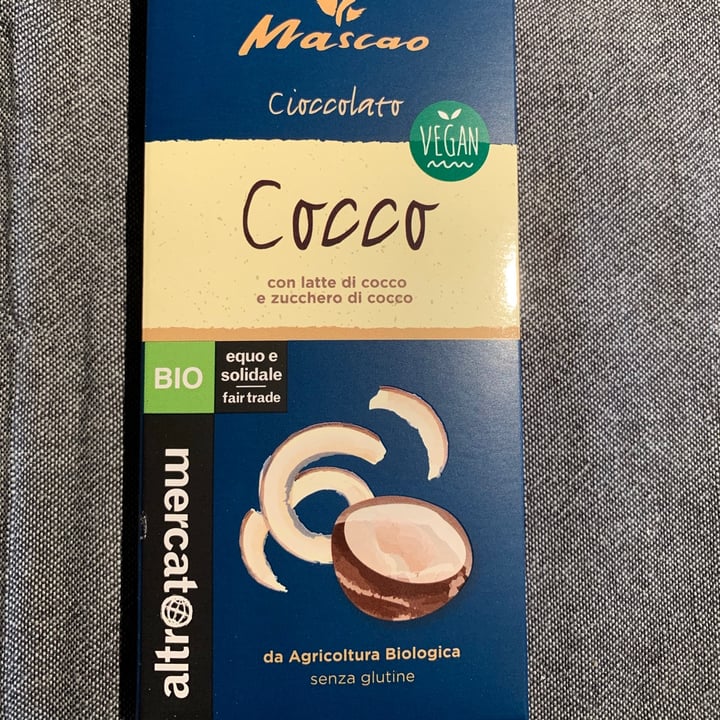 Mascao
Cioccolato
VEGAN
Cocco
con latte di cocco
e zucchero di cocco
BIO
equo e
solidale
fair trade
altromercato
da Agricoltura Biologica
senza glutine